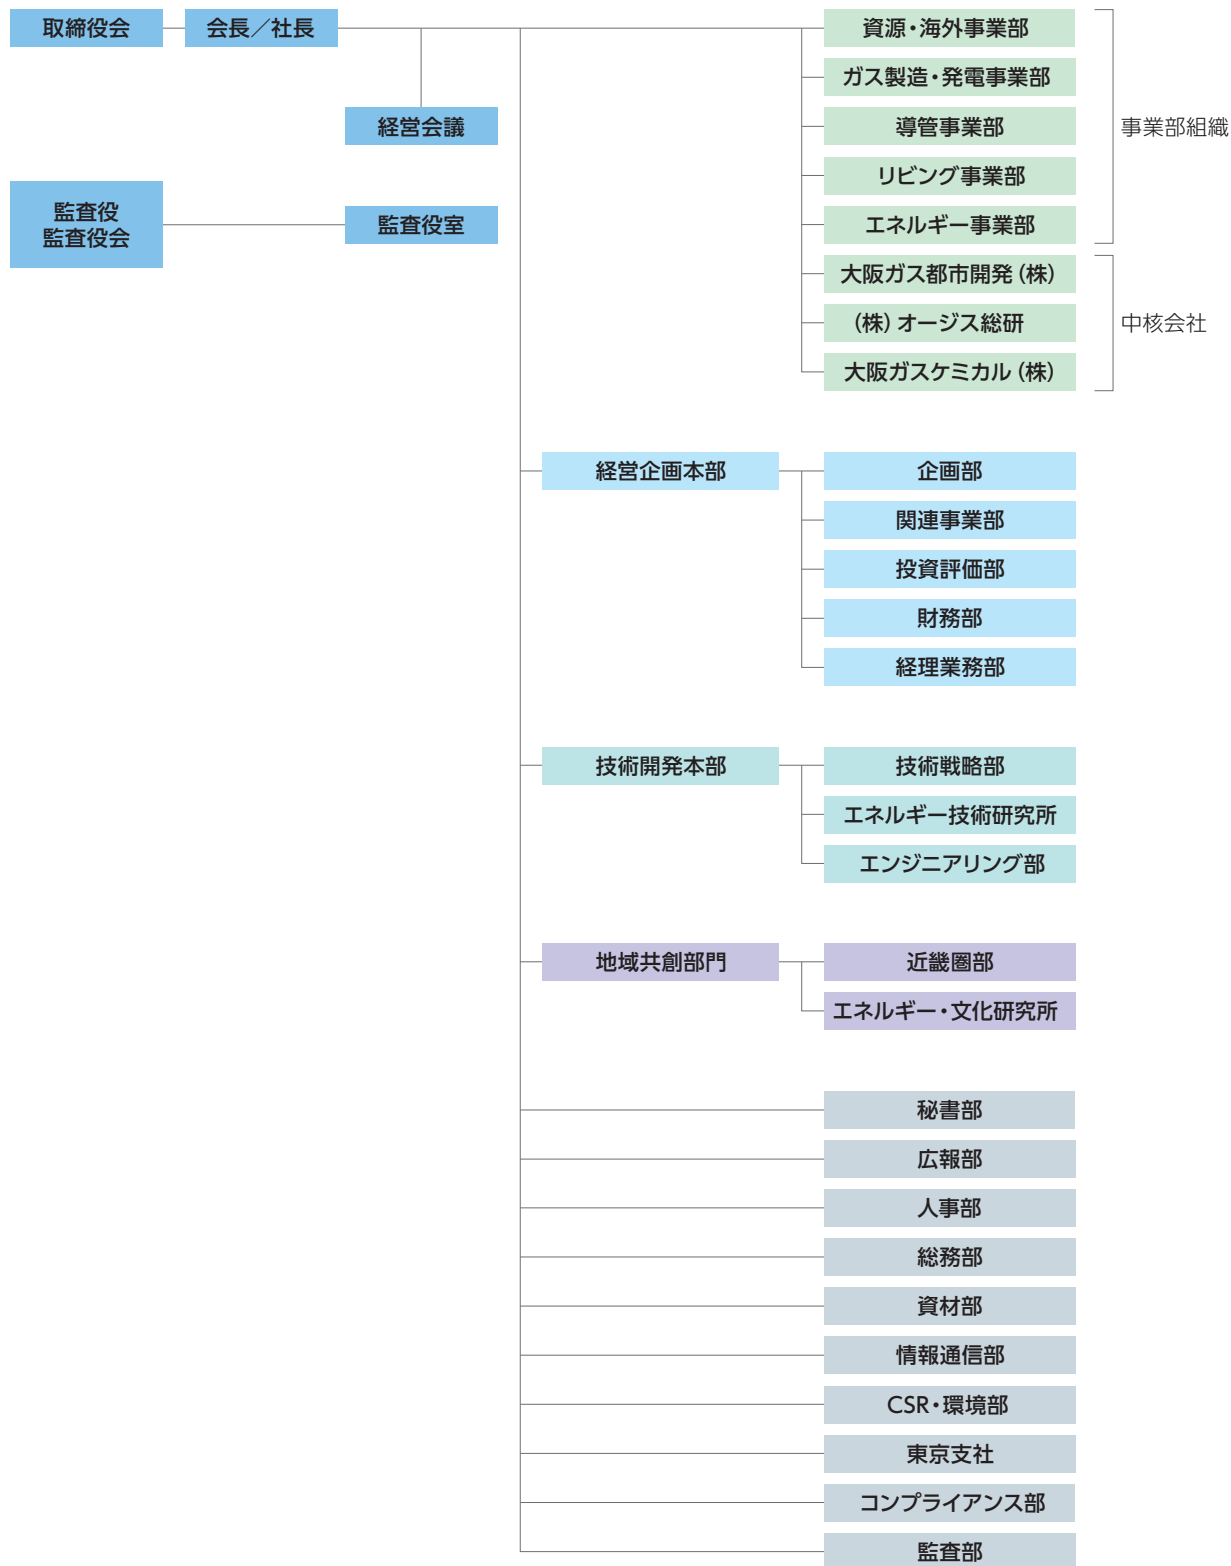 取締役会
会長／社長
経営会議
監査役
監査役会
監査役室
資源・海外事業部
ガス製造・発電事業部
導管事業部
リビング事業部
エネルギー事業部
事業部組織
大阪ガス都市開発（株）
（株）オージス総研
大阪ガスケミカル（株）
中核会社
経営企画本部
企画部
関連事業部
投資評価部
財務部
経理業務部
技術開発本部
技術戦略部
エネルギー技術研究所
エンジニアリング部
地域共創部門
近畿圏部
エネルギー・文化研究所
秘書部
広報部
人事部
総務部
資材部
情報通信部
CSR・環境部
東京支社
コンプライアンス部
監査部